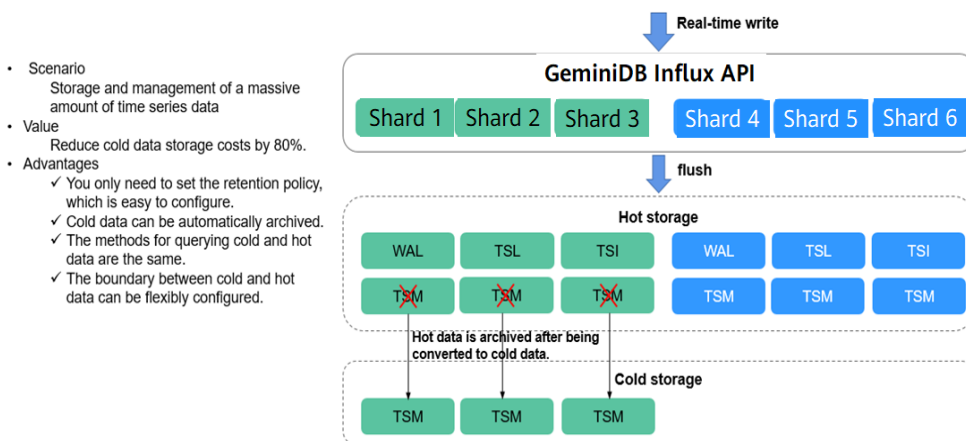 • Scenario
Storage and management of a massive
amount of time series data
• Value
Reduce cold data storage costs by 80%.
• Advantages
✓ You only need to set the retention policy,
which is easy to configure.
✓ Cold data can be automatically archived.
✓ The methods for querying cold and hot
data are the same.
✓ The boundary between cold and hot
data can be flexibly configured.
Real-time write
GeminiDB Influx API
Shard 1 Shard 2 Shard 3 Shard 4 Shard 5 Shard 6
flush
Hot storage
WAL TSL TSI WAL TSL TSI
TSM TSM TSM TSM TSM TSM
Hot data is archived after being
converted to cold data.
Cold storage
TSM TSM TSM